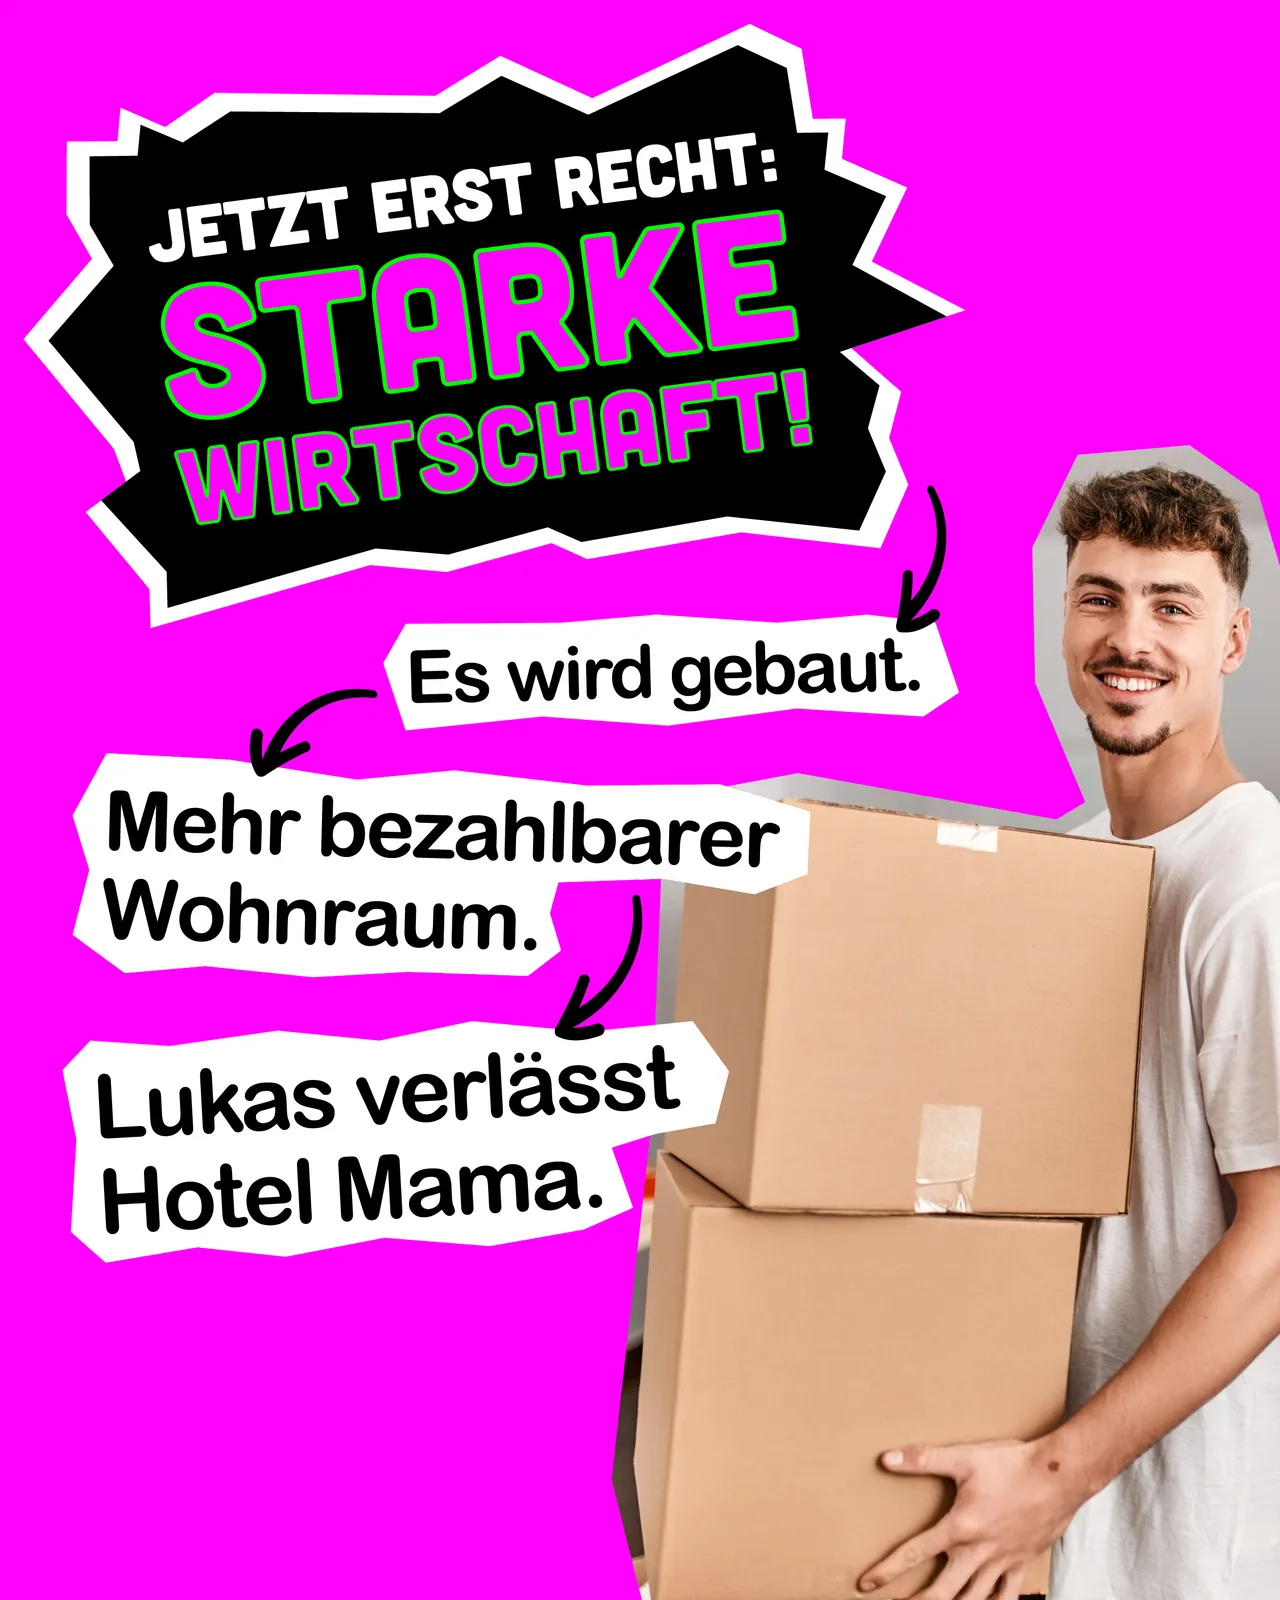 JETZT ERST RECHT:
STARKE
WIRTSCHAFT!
Es wird gebaut.
Mehr bezahlbarer
Wohnraum.
Lukas verlässt
Hotel Mama.